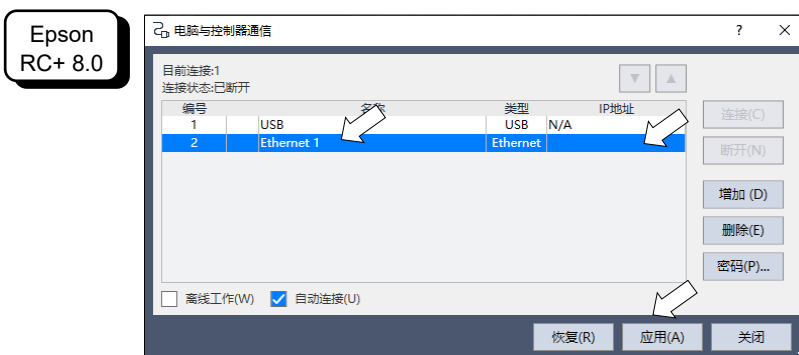 Epson
RC+ 8.0
电脑与控制器通信
?
×
目前连接:1
连接状态:已断开
编号 名称 类型 IP地址
1 USB USB N/A
2 Ethernet 1 Ethernet
连接(C)
断开(N)
增加 (D)
删除(E)
密码(P)...
离线工作(W) 自动连接(U)
恢复(R) 应用(A) 关闭